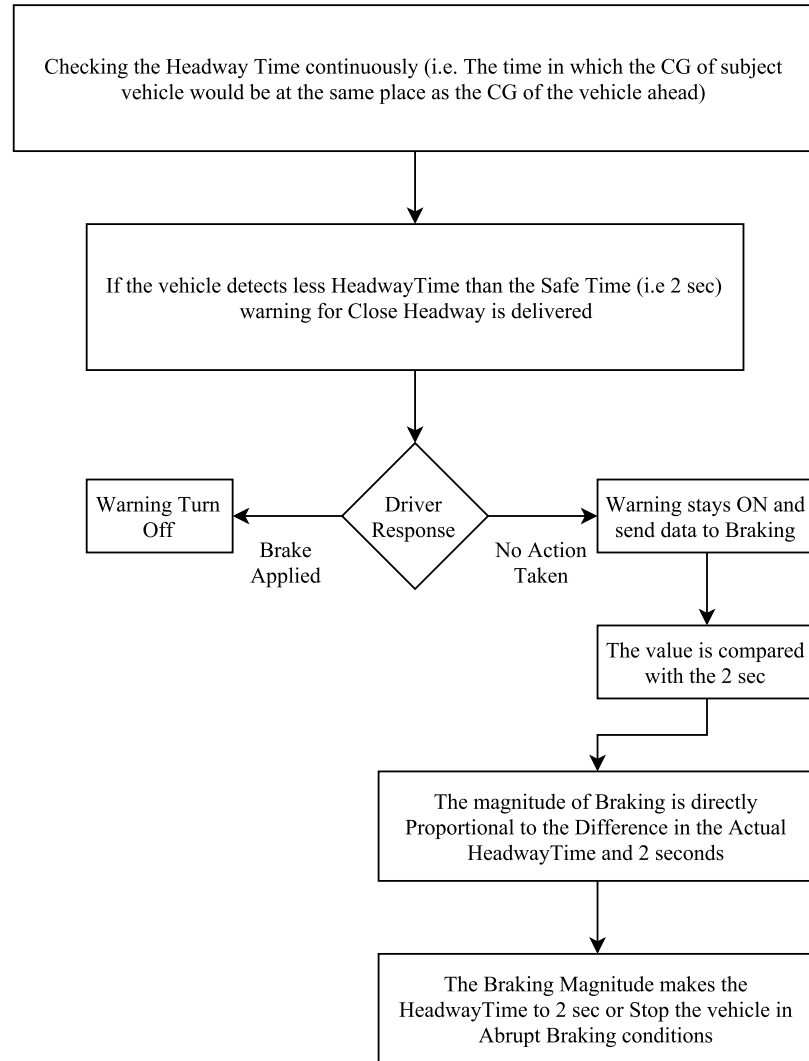 Checking the Headway Time continuously (i.e. The time in which the CG of subject
vehicle would be at the same place as the CG of the vehicle ahead)
If the vehicle detects less HeadwayTime than the Safe Time (i.e 2 sec)
warning for Close Headway is delivered
Driver
Response
Warning Turn
Off
Brake
Applied
No Action
Taken
Warning stays ON and
send data to Braking
The value is compared
with the 2 sec
The magnitude of Braking is directly
Proportional to the Difference in the Actual
HeadwayTime and 2 seconds
The Braking Magnitude makes the
HeadwayTime to 2 sec or Stop the vehicle in
Abrupt Braking conditions